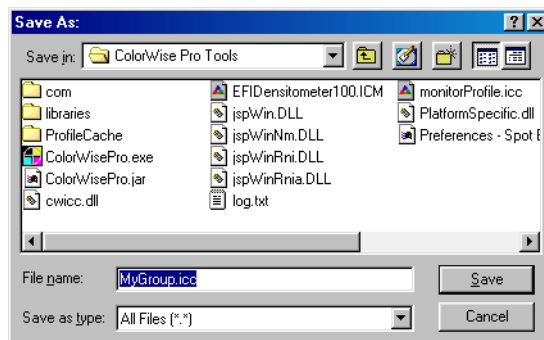 Save As:
Save in: ColorWise Pro Tools
com
libraries
ProfileCache
ColorWisePro.exe
ColorWisePro.jar
cwicc.dll
EFIDensitometer100.ICM
jspWin.DLL
jspWinNm.DLL
jspWinRni.DLL
jspWinRnia.DLL
log.txt
monitorProfile.icc
PlatformSpecific.dll
Preferences - Spot
File name: MyGroup.icc Save
Save as type: All Files (*.*) Cancel